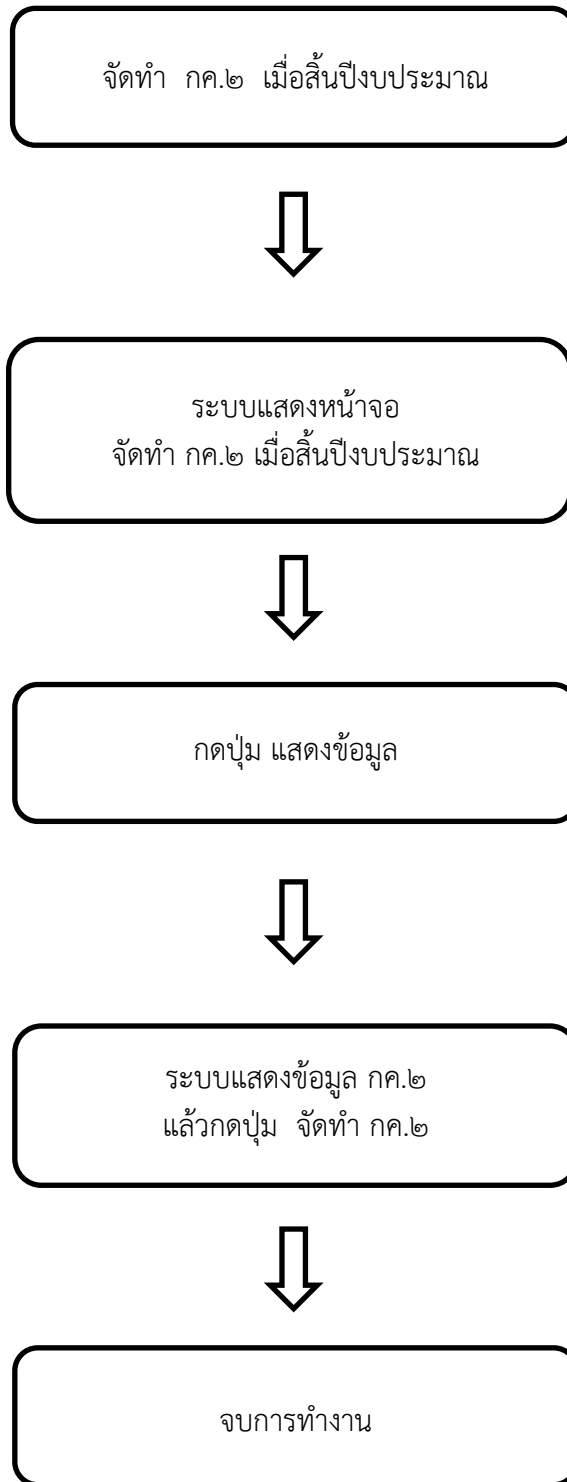 จัดทำ  กค.๒  เมื่อสิ้นปีงบประมาณ
ระบบแสดงหน้าจอ
จัดทำ กค.๒ เมื่อสิ้นปีงบประมาณ
กดปุ่ม แสดงข้อมูล
ระบบแสดงข้อมูล กค.๒
แล้วกดปุ่ม  จัดทำ กค.๒
จบการทำงาน